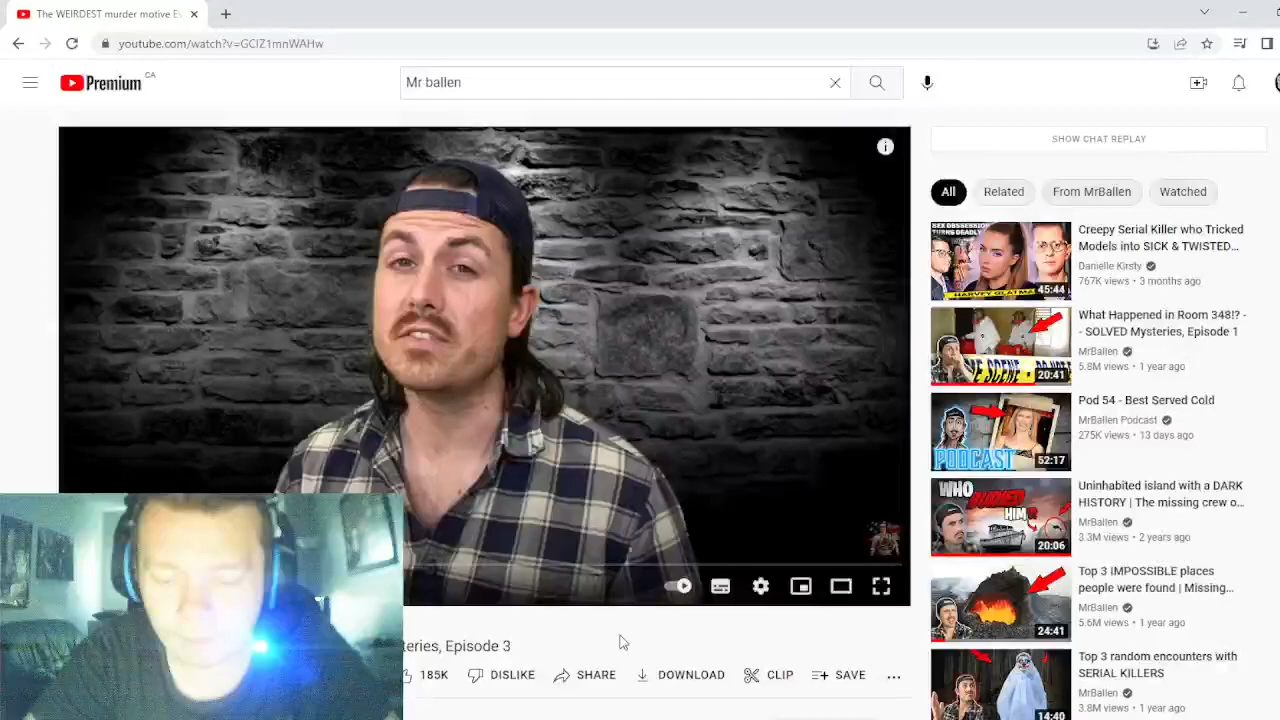 The WEIRDEST murder motive E
youtube.com/watch?v=GCIZ1mnWAHw
Premium CA
Mr ballen
SHOW CHAT REPLAY
All
Related
From MrBallen
Watched
HARVEY GLATMA
45:44
Creepy Serial Killer who Tricked
Models into SICK & TWISTED...
Danielle Kirsty
767K views • 3 months ago
20:41
What Happened in Room 348!? -
- SOLVED Mysteries, Episode 1
MrBallen
5.8M views • 1 year ago
PODCAST
52:17
Pod 54 - Best Served Cold
MrBallen Podcast
275K views • 13 days ago
WHO
BURIED
HIM?
20:06
Uninhabited island with a DARK
HISTORY | The missing crew o...
MrBallen
3.3M views • 2 years ago
24:41
Top 3 IMPOSSIBLE places
people were found | Missing...
MrBallen
5.6M views • 1 year ago
14:40
Top 3 random encounters with
SERIAL KILLERS
MrBallen
3.8M views • 1 year ago
teries, Episode 3
185K
DISLIKE
SHARE
DOWNLOAD
CLIP
SAVE